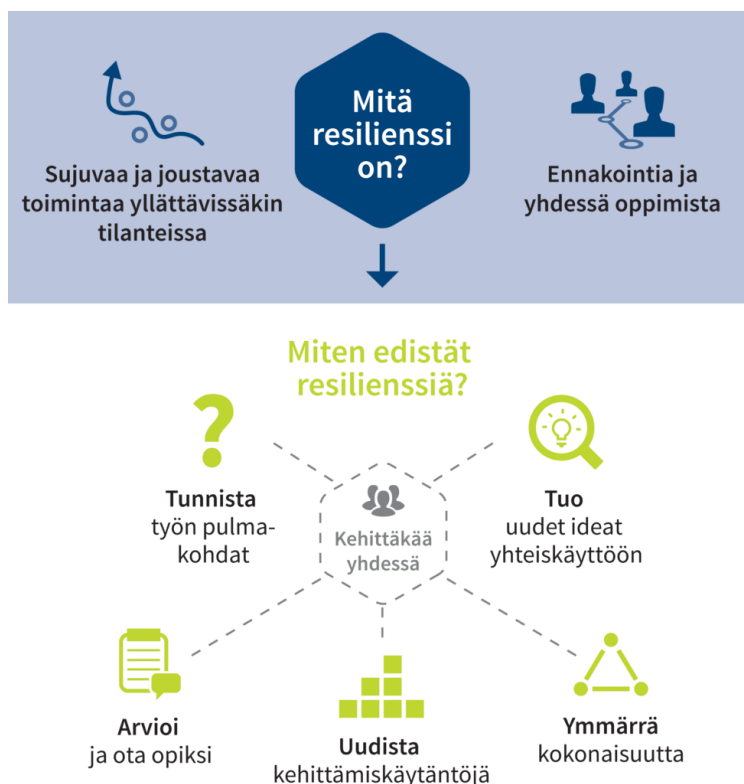 Mitä
resilienssi
on?
Sujuvaa ja joustavaa
toimintaa yllättävissäkin
tilanteissa
Ennakointia ja
yhdessä oppimista
Miten edistät
resilienssiä?
Tunnista
työn pulma-
kohdat
Tuo
uudet ideat
yhteiskäyttöön
Kehittäkää
yhdessä
Arvioi
ja ota opiksi
Uudista
kehittämiskäytäntöjä
Ymmärrä
kokonaisuutta